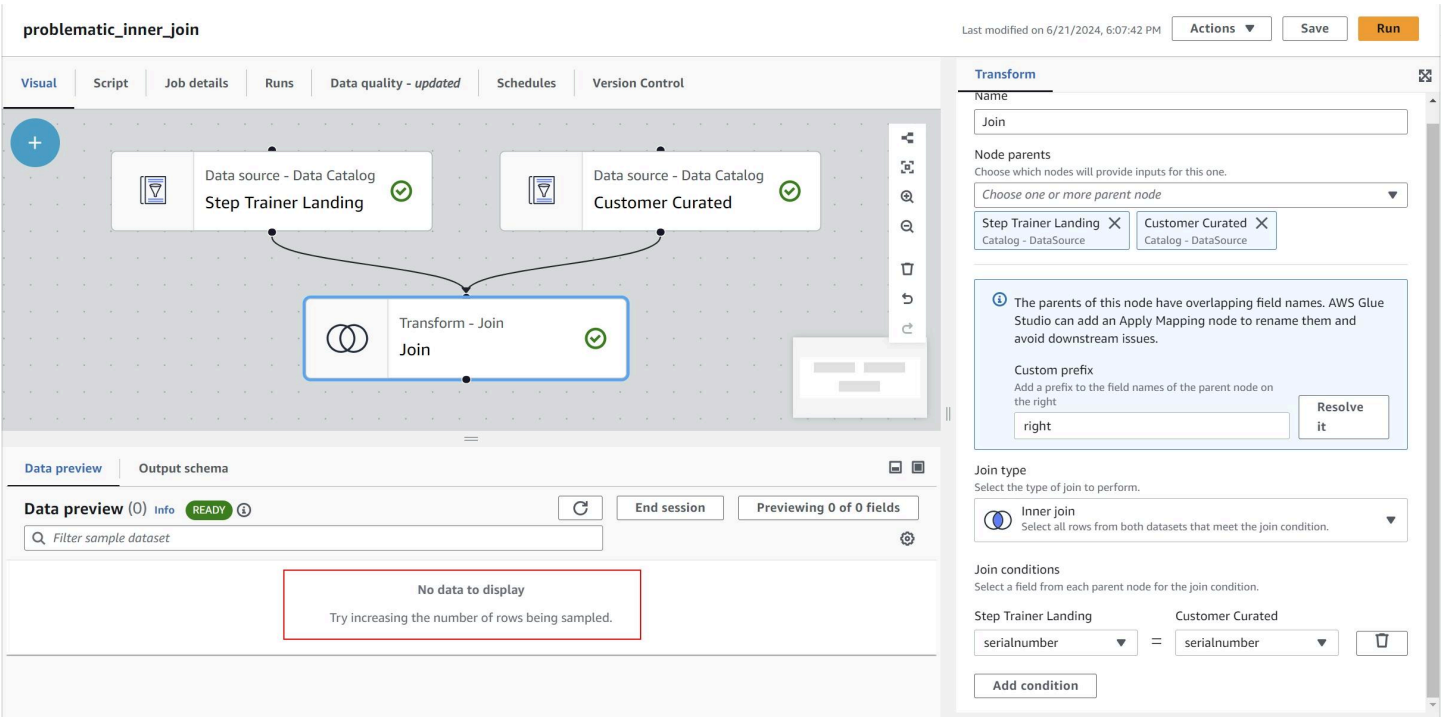 problematic_inner_join
Last modified on 6/21/2024, 6:07:42 PM
Actions
Save
Run
Visual
Script
Job details
Runs
Data quality - updated
Schedules
Version Control
Data source - Data Catalog
Step Trainer Landing
Data source - Data Catalog
Customer Curated
Transform - Join
Join
Data preview
Output schema
Data preview (0) Info READY
End session
Previewing 0 of 0 fields
Filter sample dataset
No data to display
Try increasing the number of rows being sampled.
Transform
Name
Join
Node parents
Choose which nodes will provide inputs for this one.
Choose one or more parent node
Step Trainer Landing
Catalog - DataSource
Customer Curated
Catalog - DataSource
The parents of this node have overlapping field names. AWS Glue
Studio can add an Apply Mapping node to rename them and
avoid downstream issues.
Custom prefix
Add a prefix to the field names of the parent node on
the right
right
Resolve
it
Join type
Select the type of join to perform.
Inner join
Select all rows from both datasets that meet the join condition.
Join conditions
Select a field from each parent node for the join condition.
Step Trainer Landing
Customer Curated
serialnumber = serialnumber
Add condition